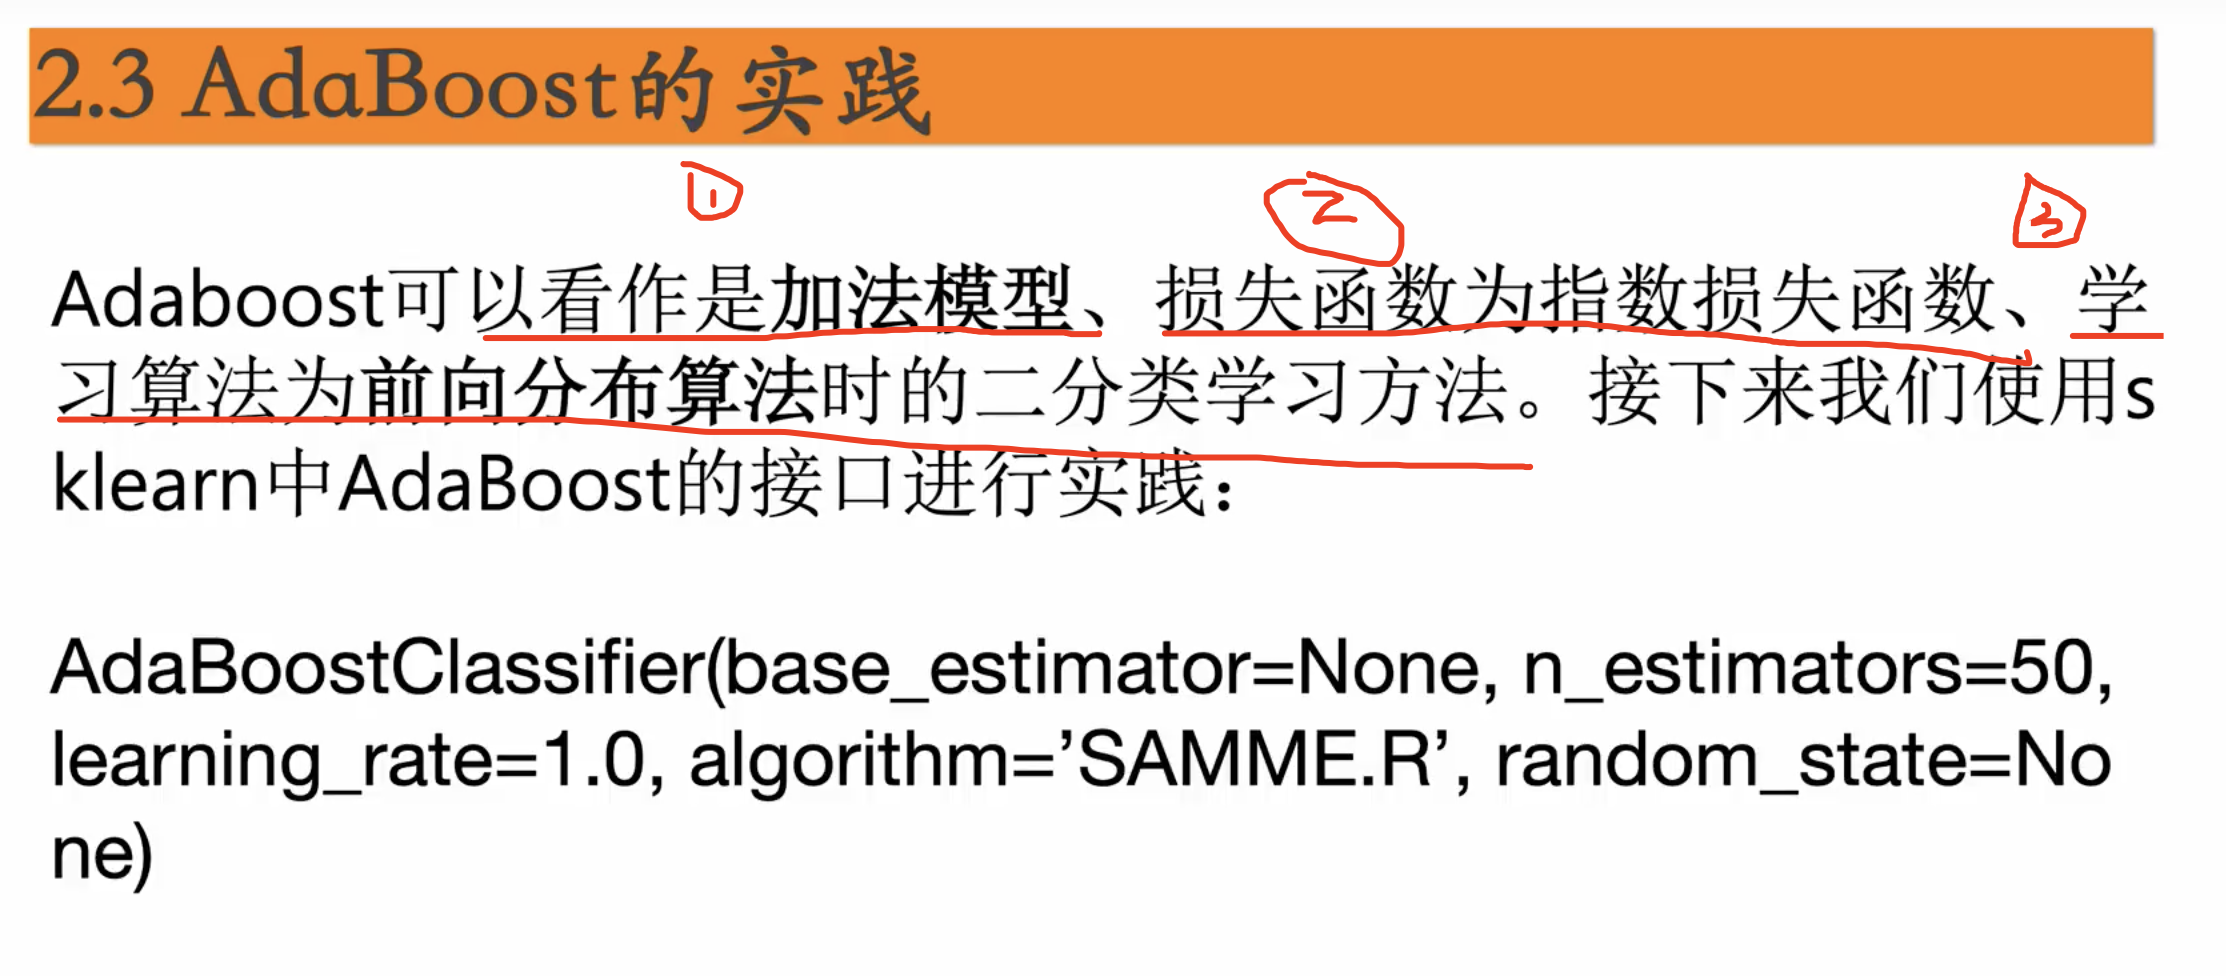 2.3 AdaBoost的实践
1
2
3
Adaboost可以看作是加法模型、损失函数为指数损失函数、学
习算法为前向分布算法时的二分类学习方法。接下来我们使用s
klearn中AdaBoost的接口进行实践：
AdaBoostClassifier(base_estimator=None, n_estimators=50,
learning_rate=1.0, algorithm=’SAMME.R’, random_state=No
ne)